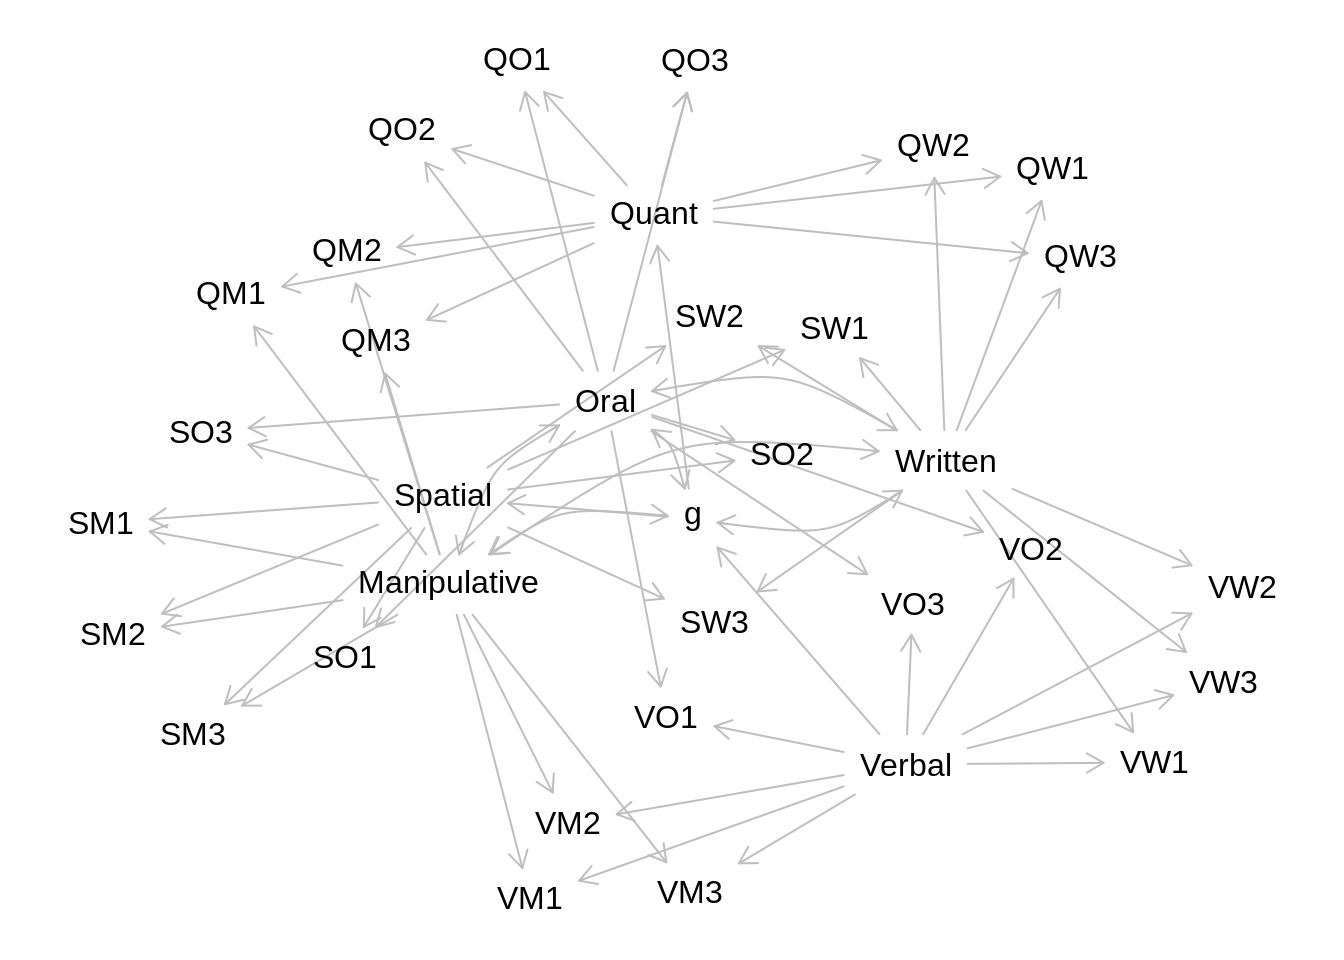 QO1
QO3
QO2
QW2
QW1
Quant
QM2
QW3
QM1
SW2
SW1
QM3
Oral
SO3
SO2
Written
Spatial
g
SM1
VO2
Manipulative
VW2
VO3
SW3
SM2
SO1
VW3
VO1
SM3
VW1
Verbal
VM2
VM3
VM1